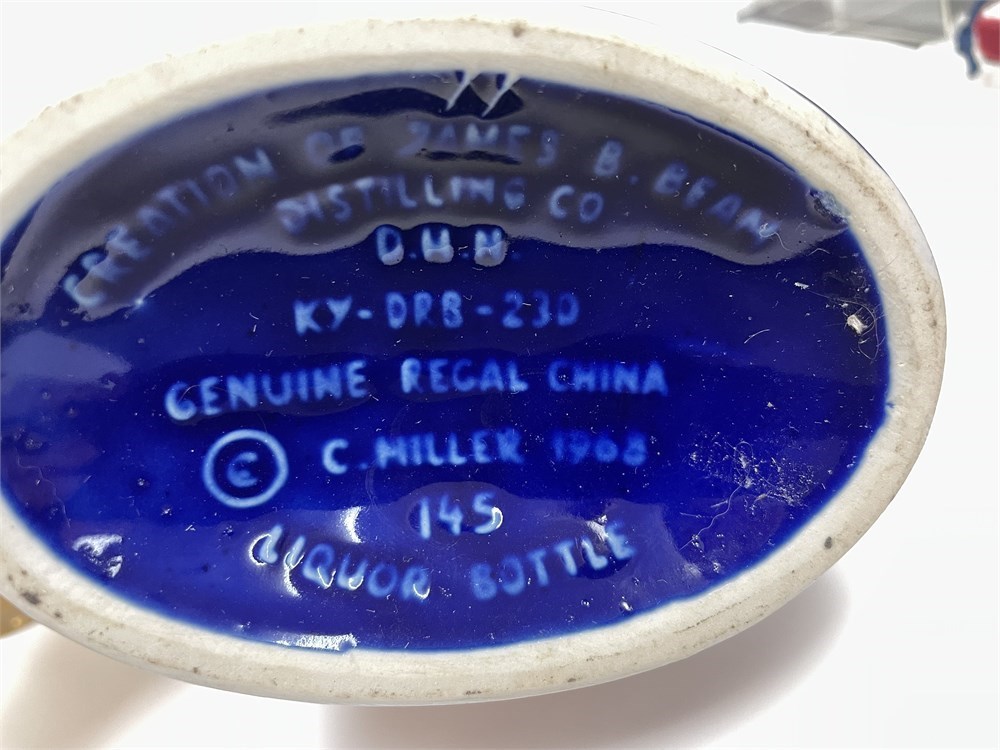 CREATION OF JAMES B. BEAM
DISTILLING CO
D.H.H.
KY-DRB-230
GENUINE REGAL CHINA
© C. MILLER 1968
145
LIQUOR BOTTLE